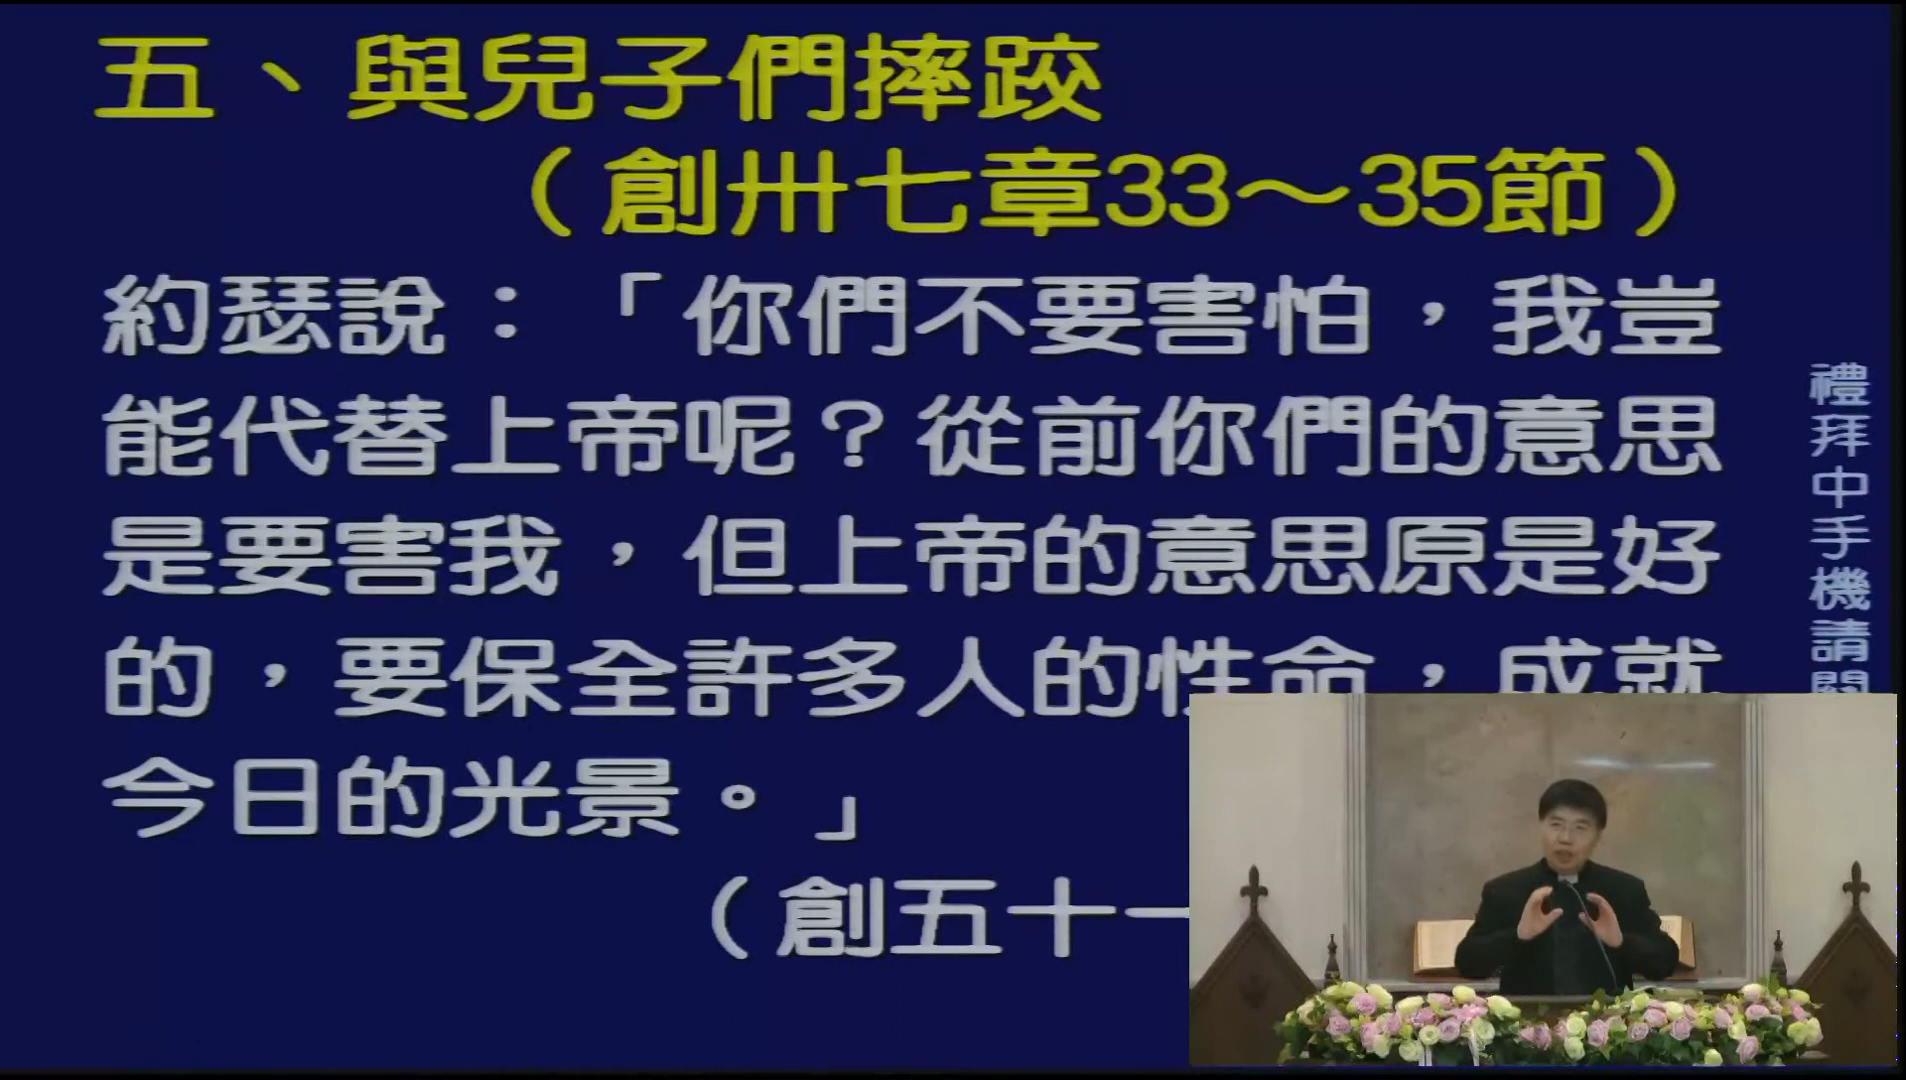 五、與兒子們摔跤
（創卅七章33～35節）
約瑟說：「你們不要害怕，我豈
能代替上帝呢？從前你們的意思
是要害我，但上帝的意思原是好
的，要保全許多人的性命，成就
今日的光景。」
（創五十
禮拜中手機請關